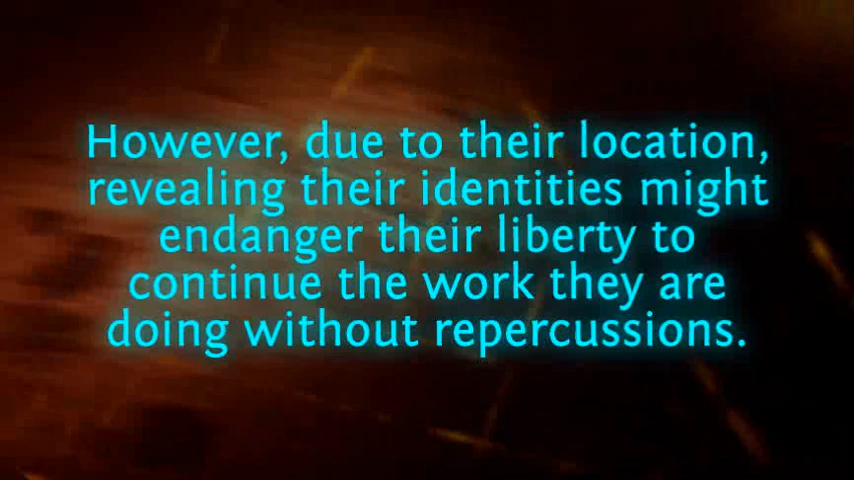 However, due to their location,
revealing their identities might
endanger their liberty to
continue the work they are
doing without repercussions.